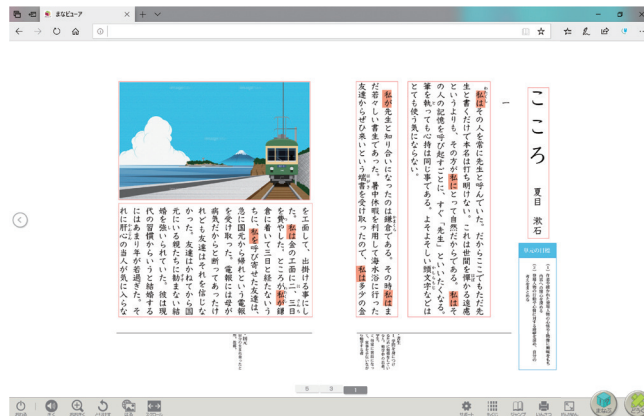 まなビューア
こころ
夏目 漱石
一
私はその人を常に先生と呼んでいた。だからここでもただ先
生と書くだけで本名は打ち明けない。これは世間を憚かる遠慮
というよりも、その方が私にとって自然だからである。私はそ
の人の記憶を呼び起すごとに、すぐ「先生」といいたくなる。
筆を執っても心持は同じ事である。よそよそしい頭文字などは
とても使う気にならない。
私が先生と知り合いになったのは鎌倉である。その時私はま
だ若々しい書生であった。暑中休暇を利用して海水浴に行った
友達からぜひ来いという端書を受け取ったので、私は多少の金
を工面して、出掛ける事にし
た。私は金の工面に二、三日
を費やした。ところが私が鎌
倉に着いて三日と経たないう
ちに、私を呼び寄せた友達は、
急に国元から帰れという電報
を受け取った。電報には母が
病気だからと断ってあったけ
れども友達はそれを信じな
かった。友達はかねてから国
元にいる親たちに勧まない結
婚を強いられていた。彼は現
代の習慣からいうと結婚する
にはあまり年が若過ぎた。そ
れに肝心の当人が気に入らな